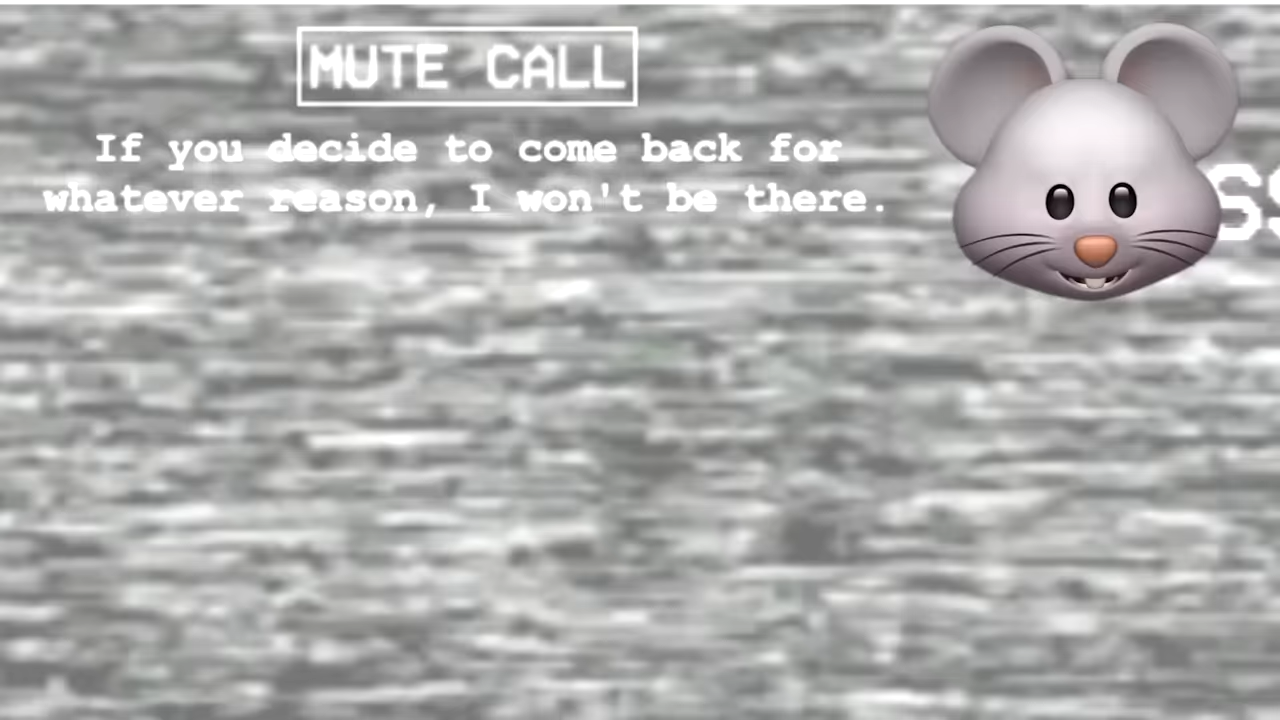 MUTE CALL
If you decide to come back for
whatever reason, I won't be there.